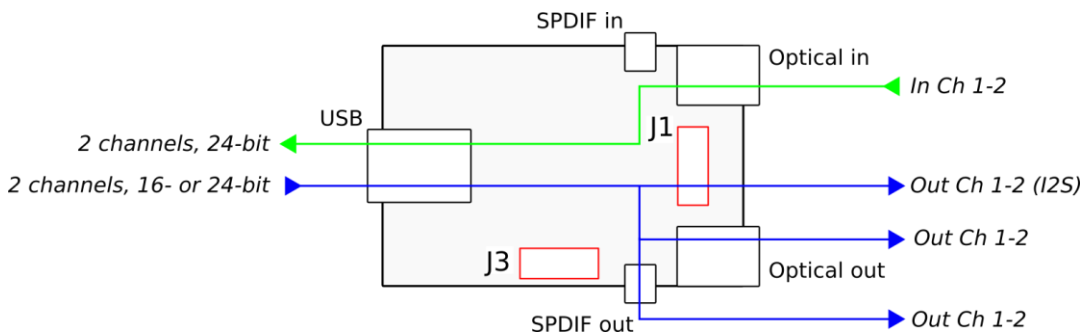 SPDIF in
Optical in
In Ch 1-2
USB
J1
2 channels, 24-bit
2 channels, 16- or 24-bit
Out Ch 1-2 (I2S)
Out Ch 1-2
J3
Optical out
SPDIF out
Out Ch 1-2